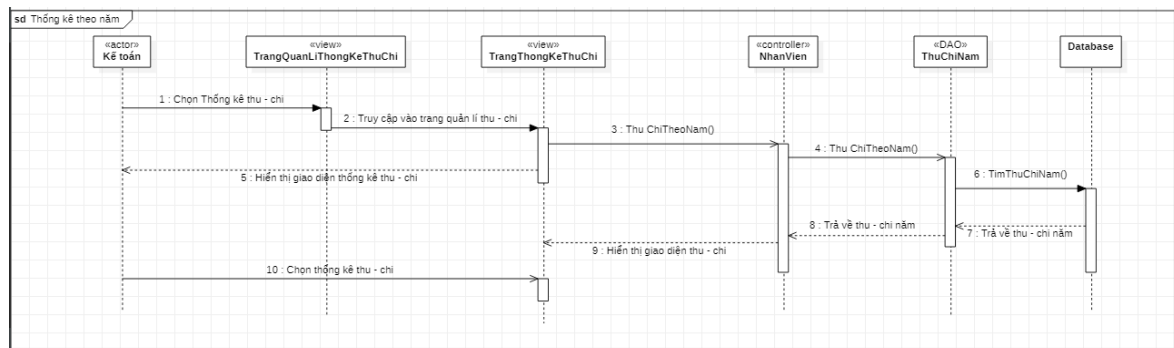 sd Thống kê theo năm
«actor»
Kế toán
«view»
TrangQuanLiThongKeThuChi
«view»
TrangThongKeThuChi
«controller»
NhanVien
«DAO»
ThuChiNam
Database
1 : Chọn Thống kê thu - chi
2 : Truy cập vào trang quản lí thu - chi
3 : Thu ChiTheoNam()
4 : Thu ChiTheoNam()
5 : Hiển thị giao diện thống kê thu - chi
6 : TimThuChiNam()
7 : Trả về thu - chi năm
8 : Trả về thu - chi năm
9 : Hiển thị giao diện thu - chi
10 : Chọn thống kê thu - chi